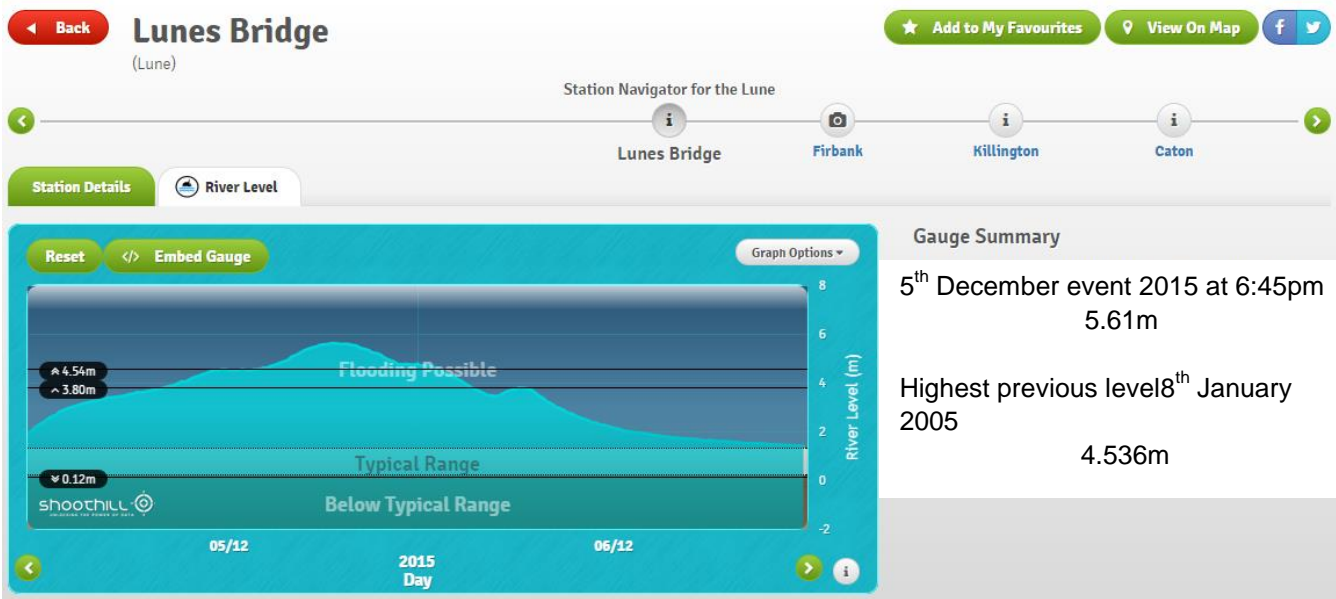 Back
Lunes Bridge
(Lune)
Add to My Favourites
View On Map
f
Station Navigator for the Lune
i
i
i
Lunes Bridge
Firbank
Killington
Caton
Station Details
River Level
Gauge Summary
Reset
</> Embed Gauge
Graph Options
5th December event 2015 at 6:45pm
5.61m
Highest previous level8th January
2005
4.536m
8
6
4
2
0
-2
River Level (m)
4.54m
3.80m
0.12m
Flooding Possible
Typical Range
Below Typical Range
shoothill
05/12
06/12
2015
Day
i